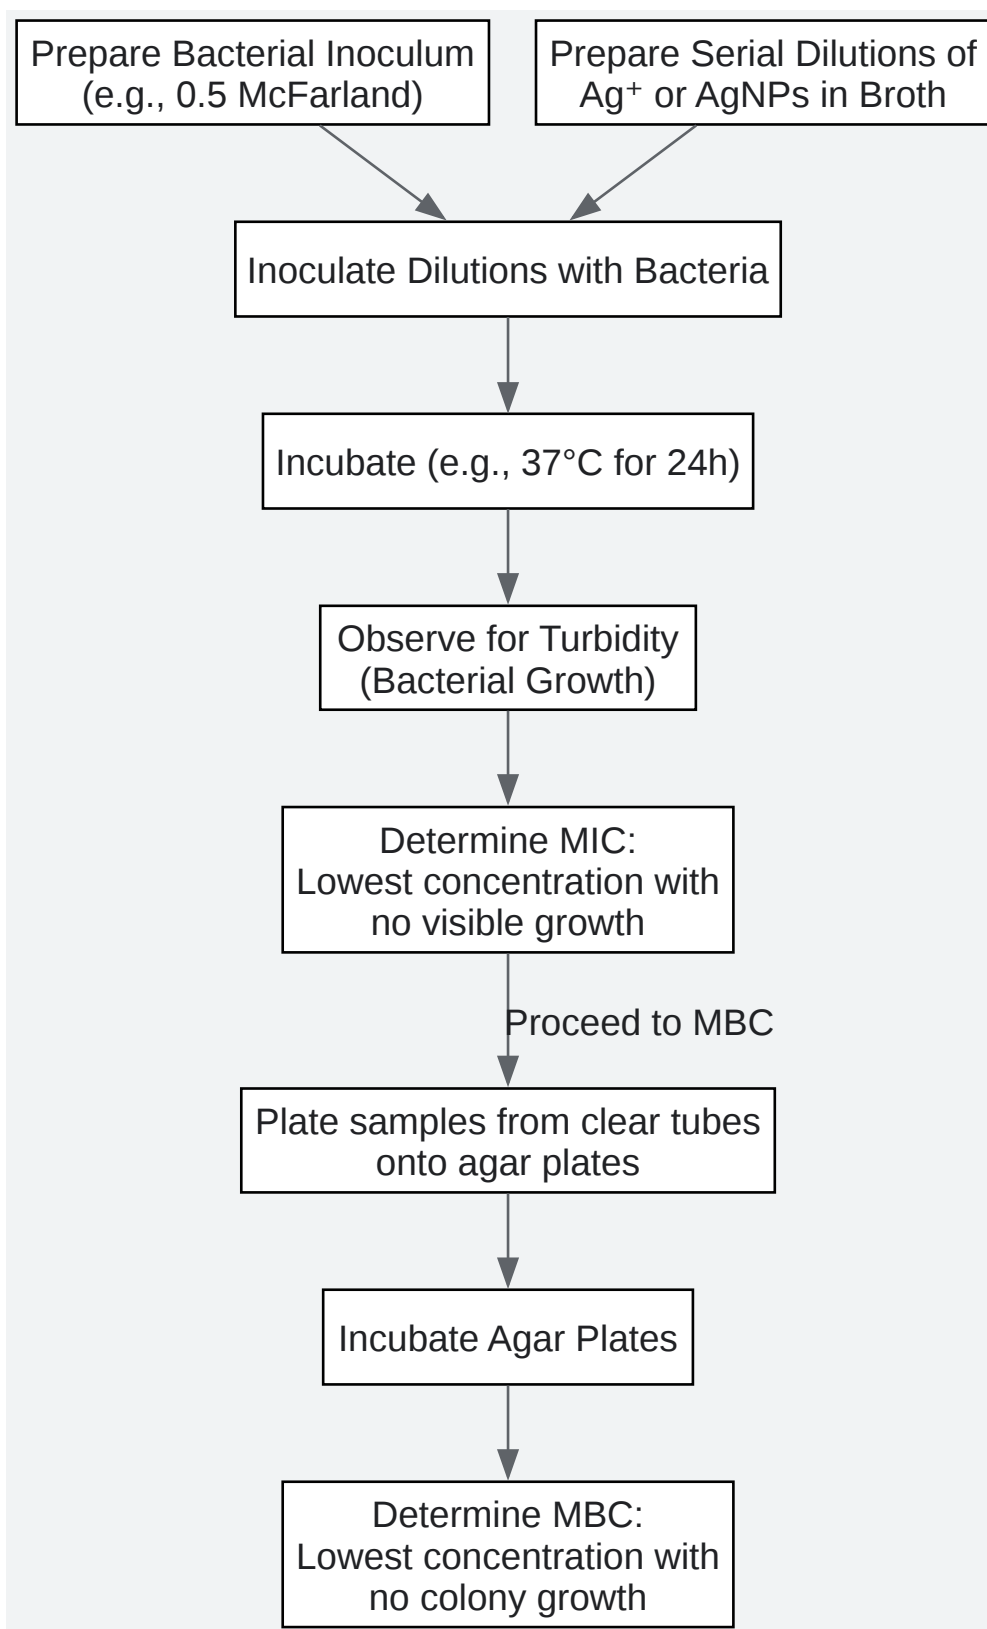 Prepare Bacterial Inoculum
(e.g., 0.5 McFarland)
Prepare Serial Dilutions of
Ag⁺ or AgNPs in Broth
Inoculate Dilutions with Bacteria
Incubate (e.g., 37°C for 24h)
Observe for Turbidity
(Bacterial Growth)
Determine MIC:
Lowest concentration with
no visible growth
Proceed to MBC
Plate samples from clear tubes
onto agar plates
Incubate Agar Plates
Determine MBC:
Lowest concentration with
no colony growth